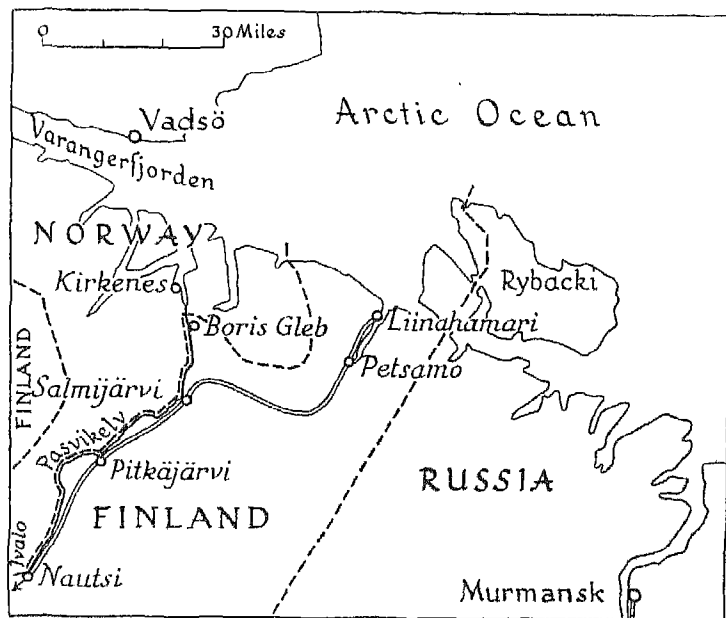 0 30 Miles
Arctic Ocean
Vadsö
Varangerfjorden
NORWAY
Kirkenes
Rybacki
Boris Gleb
Liinahamari
Petsamo
FINLAND
Salmijärvi
Pasvikelv
Pitkäjärvi
RUSSIA
FINLAND
Ivalo
Nautsi
Murmansk